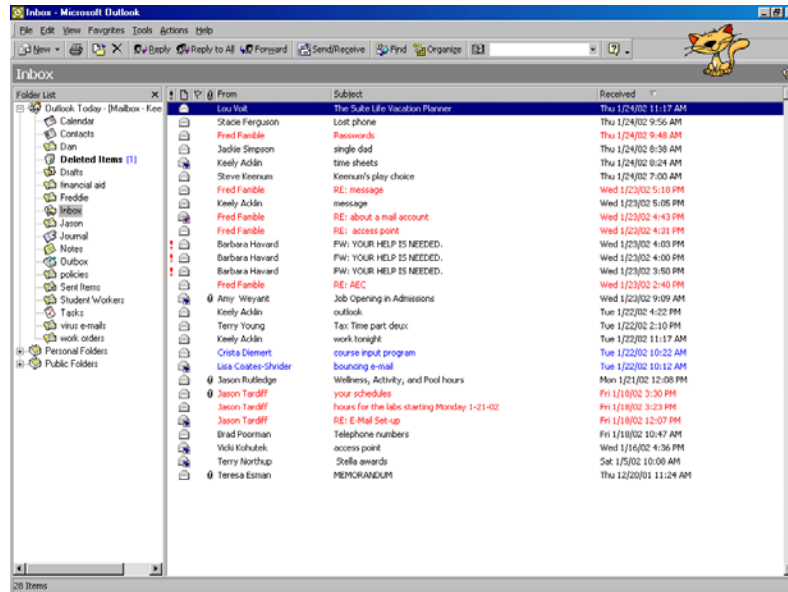 Inbox - Microsoft Outlook
File Edit View Favorites Tools Actions Help
New Reply Reply to All Forward Send/Receive Find Organize
Inbox
Folder List
Outlook Today - [Mailbox - Kee
Calendar
Contacts
Dan
Deleted Items (1)
Drafts
financial aid
Freddie
Inbox
Jason
Journal
Notes
Outbox
policies
Sent Items
Student Workers
Tasks
virus e-mails
work orders
Personal Folders
Public Folders
! From Subject Received
Lou Voit The Suite Life Vacation Planner Thu 1/24/02 11:17 AM
Stacie Ferguson Lost phone Thu 1/24/02 9:56 AM
Fred Famble Passwords Thu 1/24/02 9:48 AM
Jackie Simpson single dad Thu 1/24/02 8:38 AM
Keely Acklin time sheets Thu 1/24/02 8:24 AM
Steve Keenum Keenum's play choice Thu 1/24/02 7:00 AM
Fred Famble RE: message Wed 1/23/02 5:18 PM
Keely Acklin message Wed 1/23/02 5:05 PM
Fred Famble RE: about a mail account Wed 1/23/02 4:43 PM
Fred Famble RE: access point Wed 1/23/02 4:31 PM
! Barbara Havard FW: YOUR HELP IS NEEDED. Wed 1/23/02 4:03 PM
! Barbara Havard FW: YOUR HELP IS NEEDED. Wed 1/23/02 4:00 PM
! Barbara Havard FW: YOUR HELP IS NEEDED. Wed 1/23/02 3:50 PM
Fred Famble RE: AEC Wed 1/23/02 2:40 PM
Amy Weyant Job Opening in Admissions Wed 1/23/02 9:09 AM
Keely Acklin outlook Tue 1/22/02 4:22 PM
Terry Young Tax Time part deux Tue 1/22/02 2:10 PM
Keely Acklin work tonight Tue 1/22/02 11:17 AM
Crista Diemert course input program Tue 1/22/02 10:22 AM
Lisa Coates-Shrider bouncing e-mail Tue 1/22/02 10:12 AM
Jason Rutledge Wellness, Activity, and Pool hours Mon 1/21/02 12:08 PM
Jason Tardiff your schedules Fri 1/18/02 3:30 PM
Jason Tardiff hours for the labs starting Monday 1-21-02 Fri 1/18/02 3:23 PM
Jason Tardiff RE: E-Mail Set-up Fri 1/18/02 12:07 PM
Brad Poorman Telephone numbers Fri 1/18/02 10:47 AM
Vicki Kohutek access point Wed 1/16/02 4:36 PM
Terry Northup Stella awards Sat 1/5/02 10:08 AM
Teresa Esman MEMORANDUM Thu 12/20/01 11:24 AM
28 Items